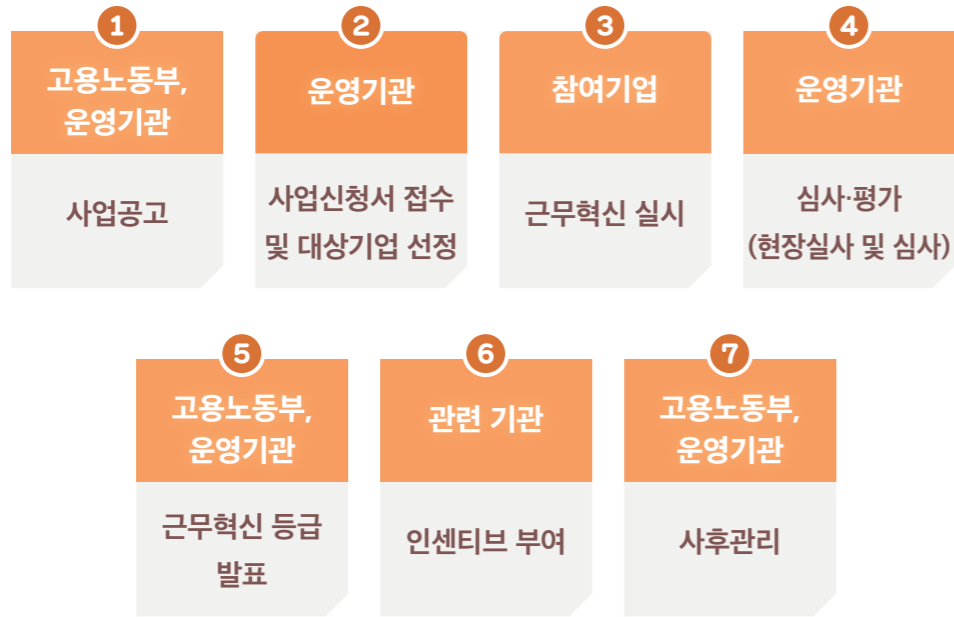 1
고용노동부,
운영기관
사업공고
2
운영기관
사업신청서 접수
및 대상기업 선정
3
참여기업
근무혁신 실시
4
운영기관
심사·평가
(현장실사 및 심사)
5
고용노동부,
운영기관
근무혁신 등급
발표
6
관련 기관
인센티브 부여
7
고용노동부,
운영기관
사후관리